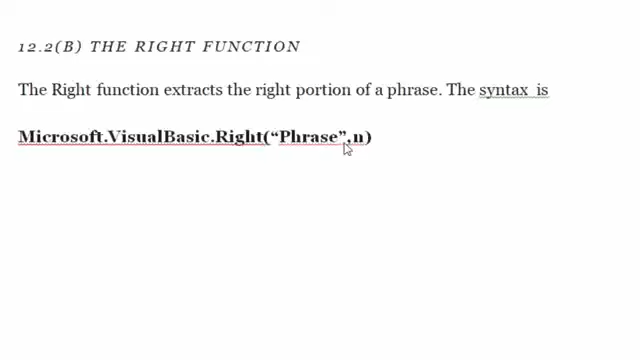 12.2(B) THE RIGHT FUNCTION
The Right function extracts the right portion of a phrase. The syntax is
Microsoft.VisualBasic.Right(“Phrase”,n)